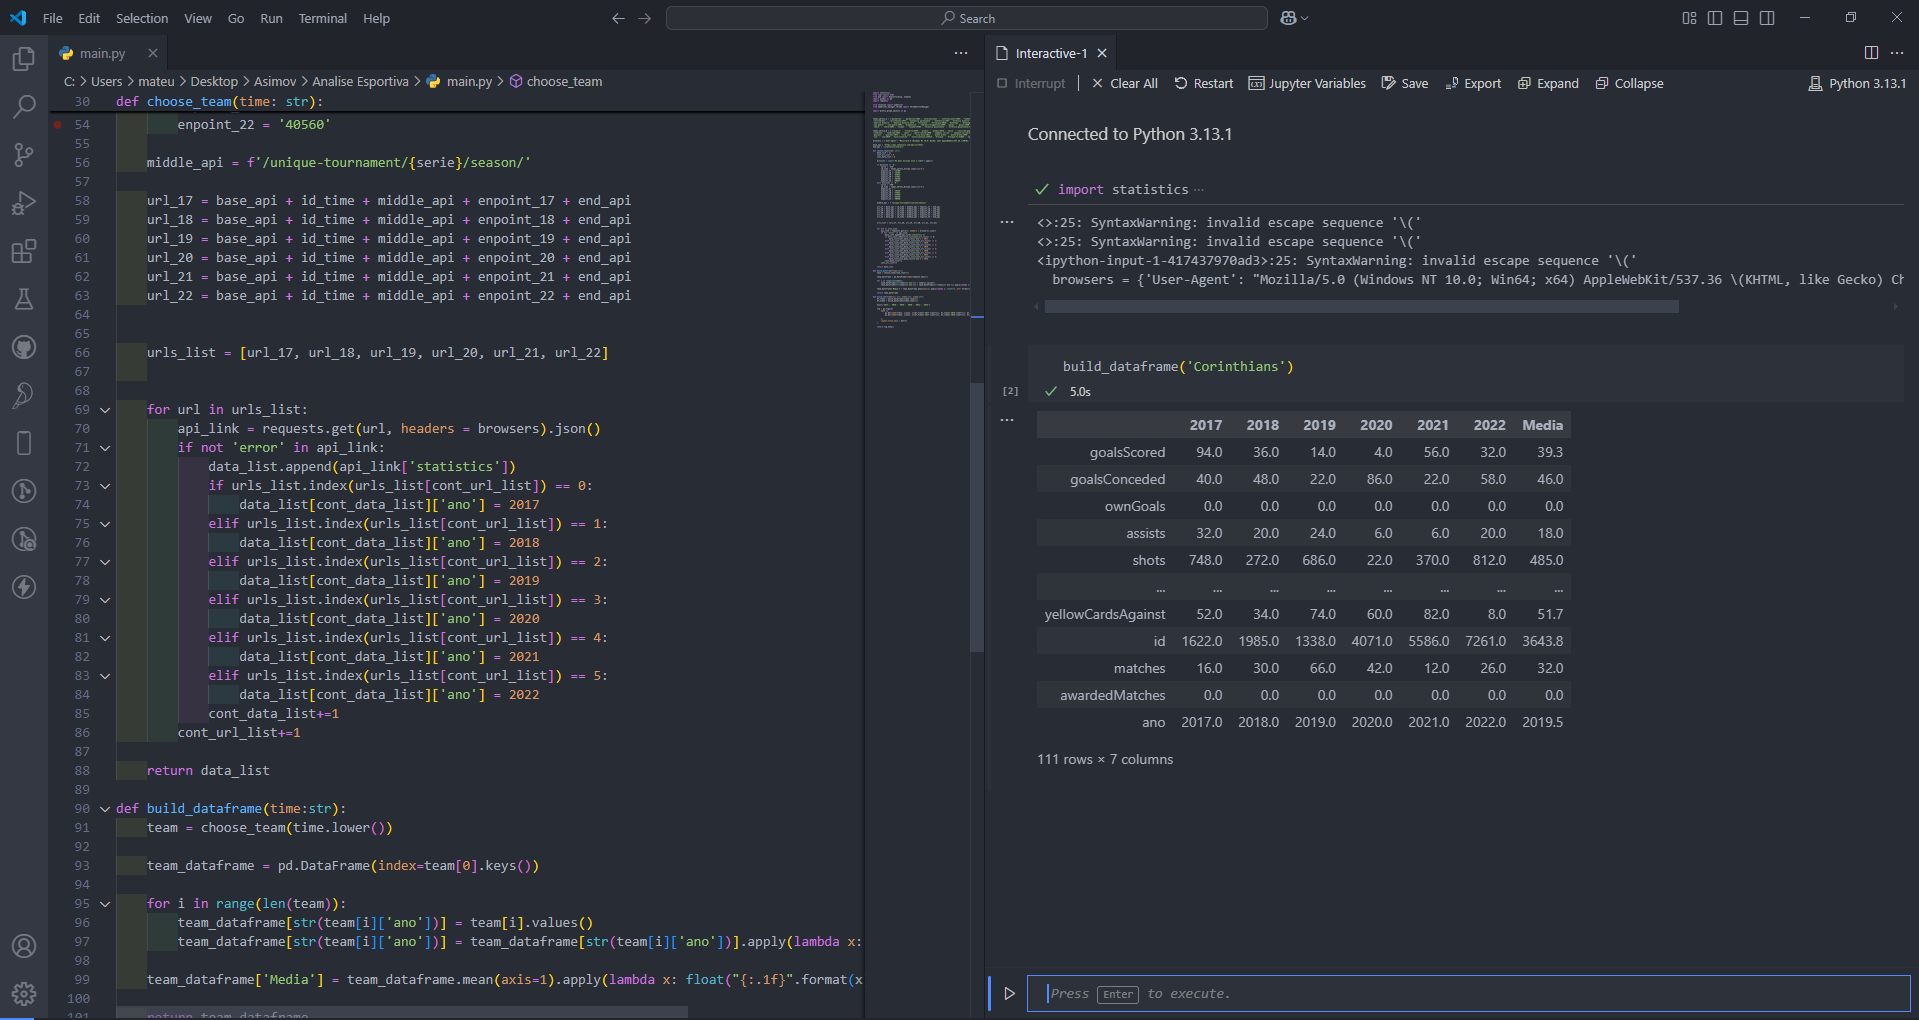 File Edit Selection View Go Run Terminal Help
Search
main.py
C: > Users > mateu > Desktop > Asimov > Analise Esportiva > main.py > choose_team
30 def choose_team(time: str):
54 enpoint_22 = '40560'
55
56 middle_api = f'/unique-tournament/{serie}/season/'
57
58 url_17 = base_api + id_time + middle_api + enpoint_17 + end_api
59 url_18 = base_api + id_time + middle_api + enpoint_18 + end_api
60 url_19 = base_api + id_time + middle_api + enpoint_19 + end_api
61 url_20 = base_api + id_time + middle_api + enpoint_20 + end_api
62 url_21 = base_api + id_time + middle_api + enpoint_21 + end_api
63 url_22 = base_api + id_time + middle_api + enpoint_22 + end_api
64
65
66 urls_list = [url_17, url_18, url_19, url_20, url_21, url_22]
67
68
69 for url in urls_list:
70 api_link = requests.get(url, headers = browsers).json()
71 if not 'error' in api_link:
72 data_list.append(api_link['statistics'])
73 if urls_list.index(urls_list[cont_url_list]) == 0:
74 data_list[cont_data_list]['ano'] = 2017
75 elif urls_list.index(urls_list[cont_url_list]) == 1:
76 data_list[cont_data_list]['ano'] = 2018
77 elif urls_list.index(urls_list[cont_url_list]) == 2:
78 data_list[cont_data_list]['ano'] = 2019
79 elif urls_list.index(urls_list[cont_url_list]) == 3:
80 data_list[cont_data_list]['ano'] = 2020
81 elif urls_list.index(urls_list[cont_url_list]) == 4:
82 data_list[cont_data_list]['ano'] = 2021
83 elif urls_list.index(urls_list[cont_url_list]) == 5:
84 data_list[cont_data_list]['ano'] = 2022
85 cont_data_list+=1
86 cont_url_list+=1
87
88 return data_list
89
90 def build_dataframe(time:str):
91 team = choose_team(time.lower())
92
93 team_dataframe = pd.DataFrame(index=team[0].keys())
94
95 for i in range(len(team)):
96 team_dataframe[str(team[i]['ano'])] = team[i].values()
97 team_dataframe[str(team[i]['ano'])] = team_dataframe[str(team[i]['ano'])].apply(lambda x:
98
99 team_dataframe['Media'] = team_dataframe.mean(axis=1).apply(lambda x: float("{:.1f}".format(x
100
101 return team_dataframe
Interactive-1
Interrupt | Clear All Restart Jupyter Variables Save Export Expand Collapse Python 3.13.1
Connected to Python 3.13.1
import statistics ...
<>:25: SyntaxWarning: invalid escape sequence '\('
<>:25: SyntaxWarning: invalid escape sequence '\('
<ipython-input-1-417437970ad3>:25: SyntaxWarning: invalid escape sequence '\('
browsers = {'User-Agent': "Mozilla/5.0 (Windows NT 10.0; Win64; x64) AppleWebKit/537.36 \(KHTML, like Gecko) Ch
build_dataframe('Corinthians')
[2] 5.0s
2017 2018 2019 2020 2021 2022 Media
goalsScored 94.0 36.0 14.0 4.0 56.0 32.0 39.3
goalsConceded 40.0 48.0 22.0 86.0 22.0 58.0 46.0
ownGoals 0.0 0.0 0.0 0.0 0.0 0.0 0.0
assists 32.0 20.0 24.0 6.0 6.0 20.0 18.0
shots 748.0 272.0 686.0 22.0 370.0 812.0 485.0
... ... ... ... ... ... ... ...
yellowCardsAgainst 52.0 34.0 74.0 60.0 82.0 8.0 51.7
id 1622.0 1985.0 1338.0 4071.0 5586.0 7261.0 3643.8
matches 16.0 30.0 66.0 42.0 12.0 26.0 32.0
awardedMatches 0.0 0.0 0.0 0.0 0.0 0.0 0.0
ano 2017.0 2018.0 2019.0 2020.0 2021.0 2022.0 2019.5
111 rows × 7 columns
Press Enter to execute.